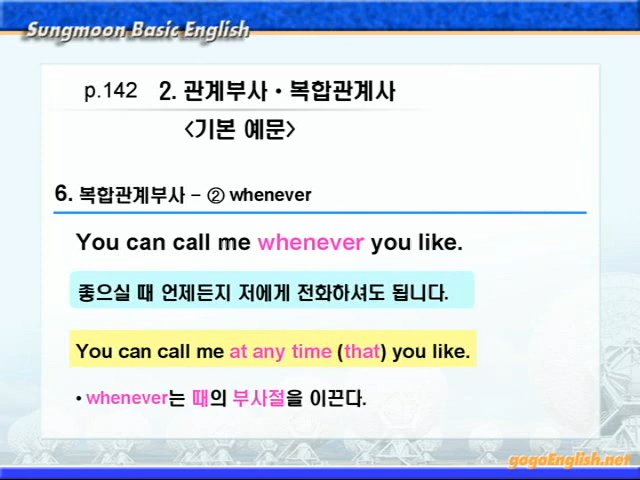 Sungmoon Basic English
p.142 2. 관계부사・복합관계사
<기본 예문>
6. 복합관계부사 – ② whenever
You can call me whenever you like.
좋으실 때 언제든지 저에게 전화하셔도 됩니다.
You can call me at any time (that) you like.
• whenever는 때의 부사절을 이끈다.
gogoEnglish.net